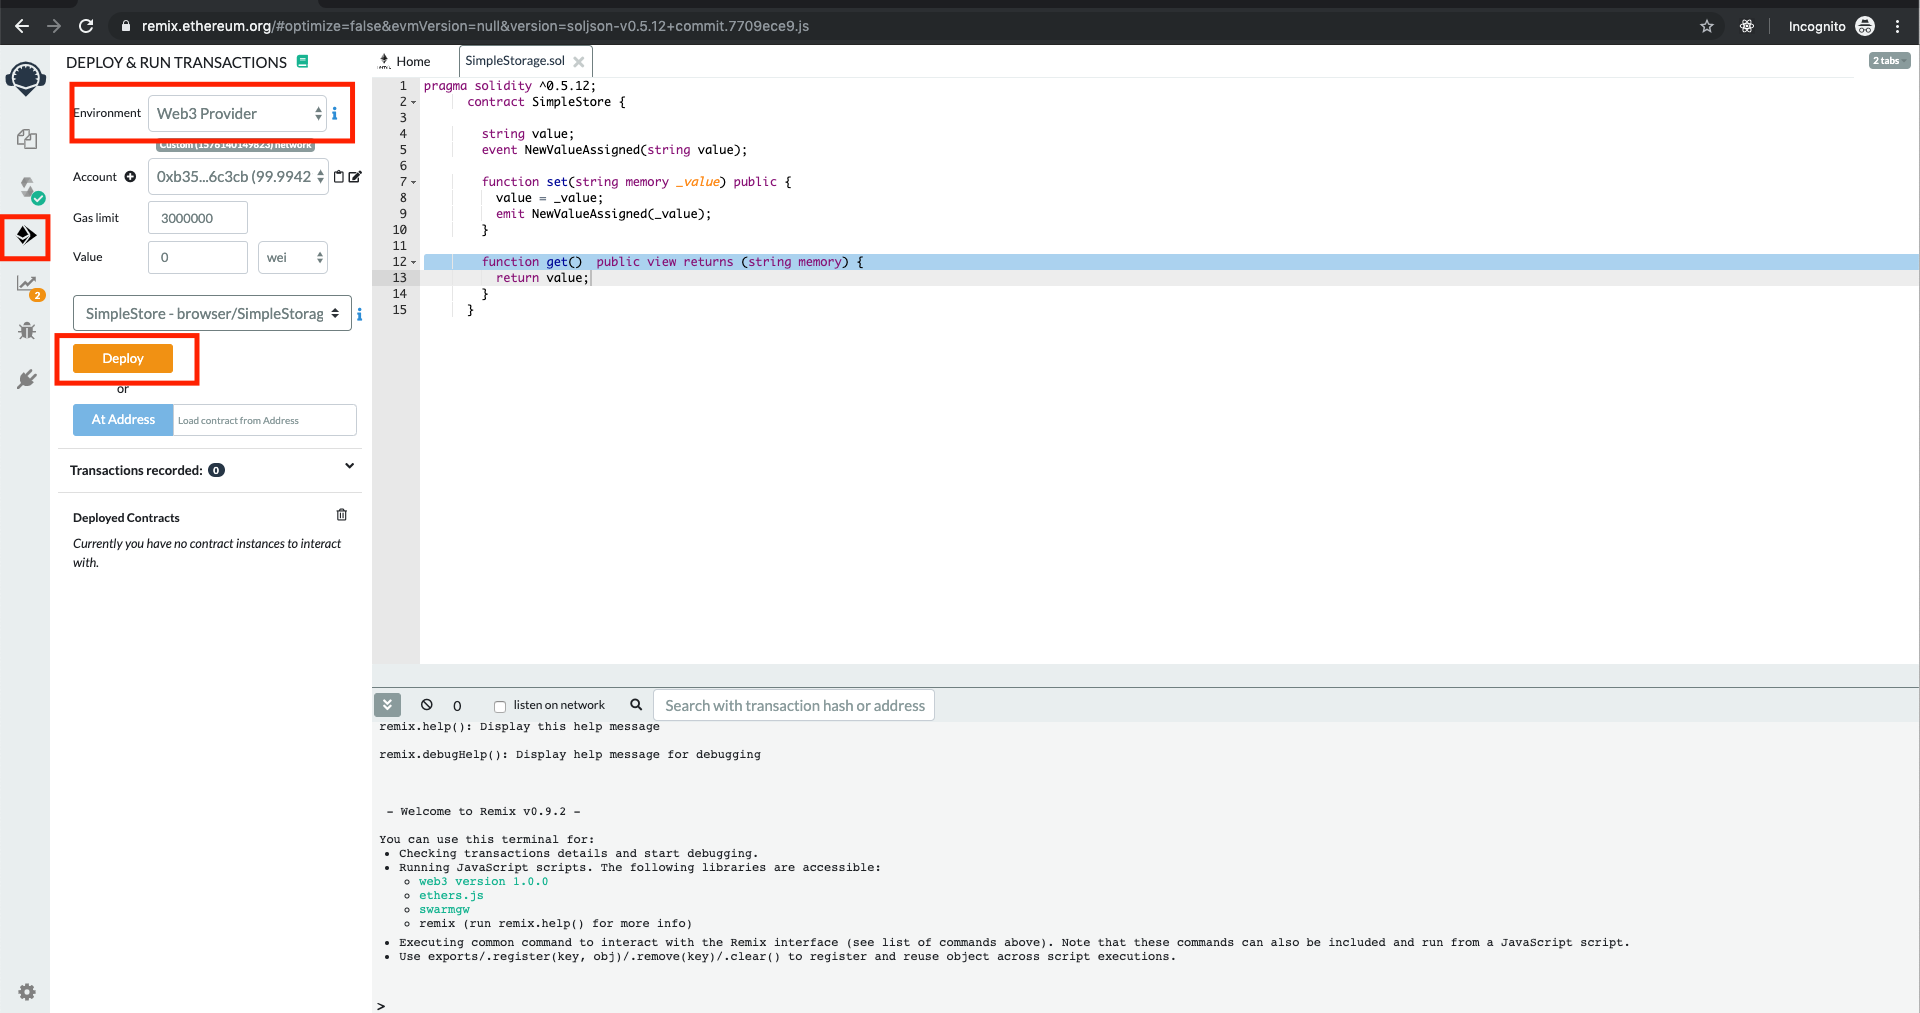 remix.ethereum.org/#optimize=false&evmVersion=null&version=soljson-v0.5.12+commit.7709ece9.js
Incognito
DEPLOY & RUN TRANSACTIONS
Environment
Web3 Provider
Custom (1576140149823) network
Account
0xb35...6c3cb (99.9942
Gas limit
3000000
Value
0
wei
2
SimpleStore - browser/SimpleStorag
Deploy
or
At Address
Load contract from Address
Transactions recorded: 0
Deployed Contracts
Currently you have no contract instances to interact
with.
Home
SimpleStorage.sol
2 tabs
1 pragma solidity ^0.5.12;
2 contract SimpleStore {
3
4 string value;
5 event NewValueAssigned(string value);
6
7 function set(string memory _value) public {
8 value = _value;
9 emit NewValueAssigned(_value);
10 }
11
12 function get()  public view returns (string memory) {
13 return value;
14 }
15 }
0
listen on network
Search with transaction hash or address
remix.help(): Display this help message
remix.debugHelp(): Display help message for debugging
- Welcome to Remix v0.9.2 -
You can use this terminal for:
• Checking transactions details and start debugging.
• Running JavaScript scripts. The following libraries are accessible:
○ web3 version 1.0.0
○ ethers.js
○ swarmgw
○ remix (run remix.help() for more info)
• Executing common command to interact with the Remix interface (see list of commands above). Note that these commands can also be included and run from a JavaScript script.
• Use exports/.register(key, obj)/.remove(key)/.clear() to register and reuse object across script executions.
>